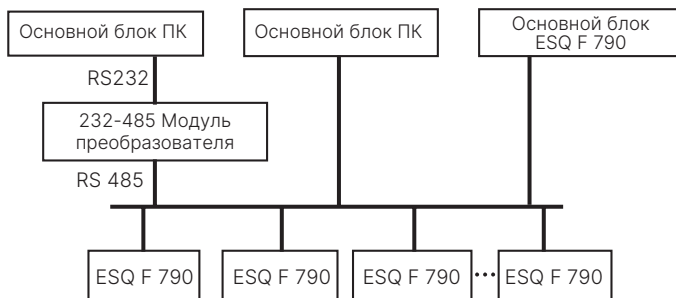 Основной блок ПК
Основной блок ПК
Основной блок
ESQ F 790
RS232
232-485 Модуль
преобразователя
RS 485
ESQ F 790
ESQ F 790
ESQ F 790
...
ESQ F 790